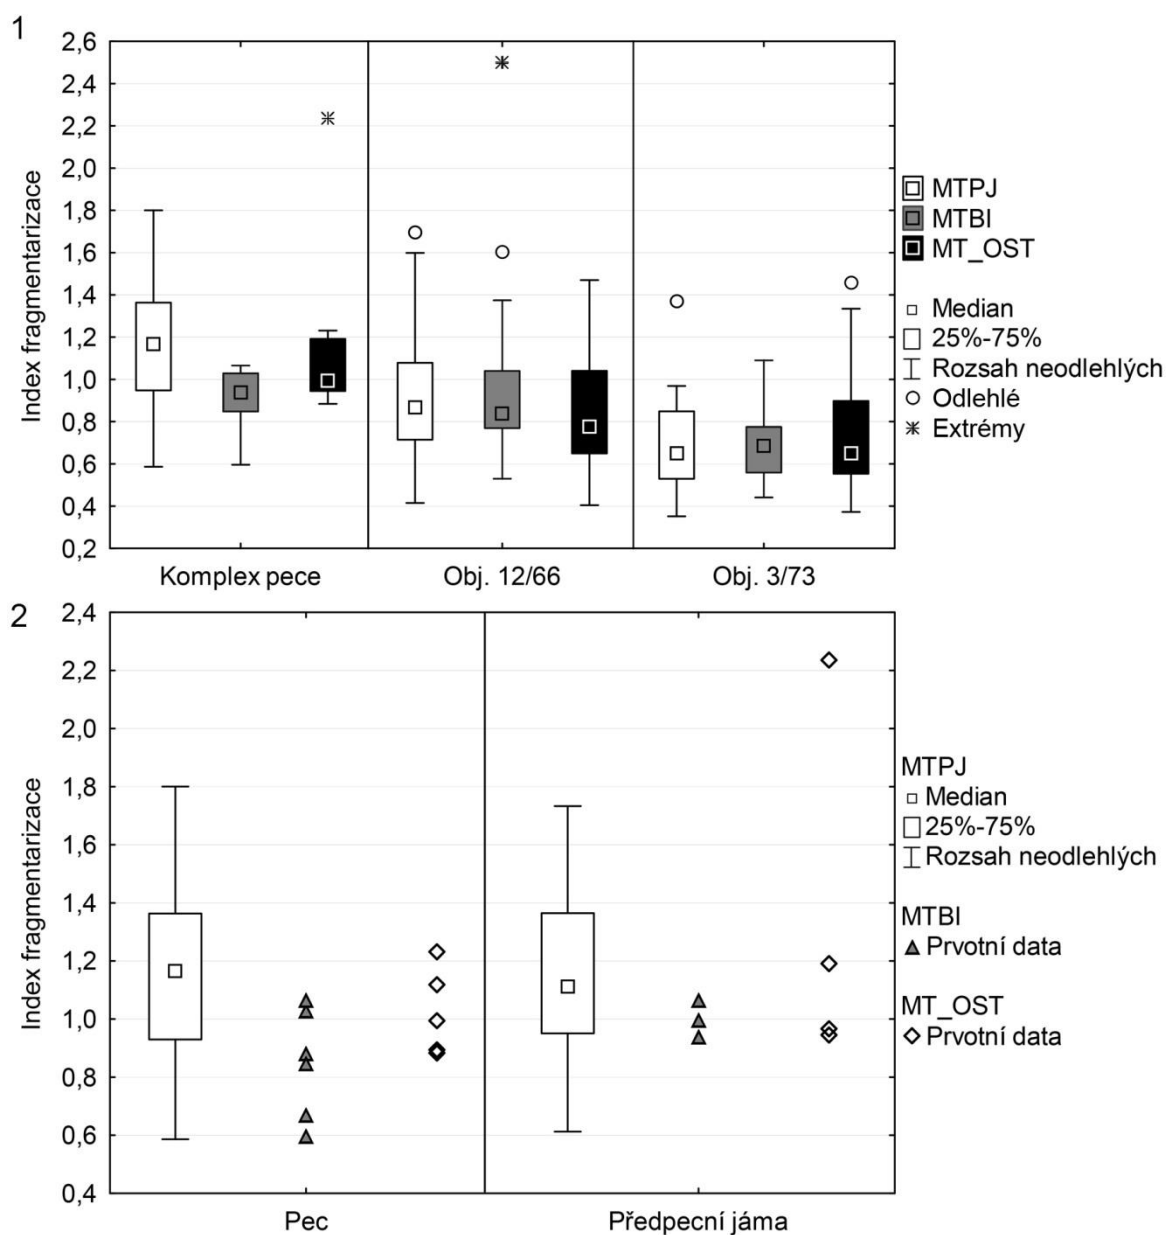 1
Index fragmentarizace
2,6
2,4
2,2
2,0
1,8
1,6
1,4
1,2
1,0
0,8
0,6
0,4
0,2
Komplex pece
Obj. 12/66
Obj. 3/73
MTPJ
MTBI
MT_OST
Median
25%-75%
Rozsah neodlehlých
Odlehlé
Extrémy
2
Index fragmentarizace
2,4
2,2
2,0
1,8
1,6
1,4
1,2
1,0
0,8
0,6
0,4
Pec
Předpecní jáma
MTPJ
Median
25%-75%
Rozsah neodlehlých
MTBI
Prvotní data
MT_OST
Prvotní data